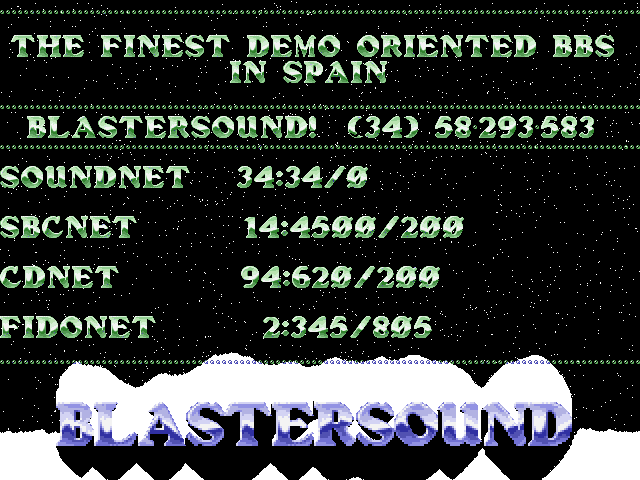 THE FINEST DEMO ORIENTED BBS
IN SPAIN
BLASTERSOUND! (34) 58-293-583
SOUNDNET 34:34/0
SBCNET 14:4500/200
CDNET 94:620/200
FIDONET 2:345/805
BLASTERSOUND